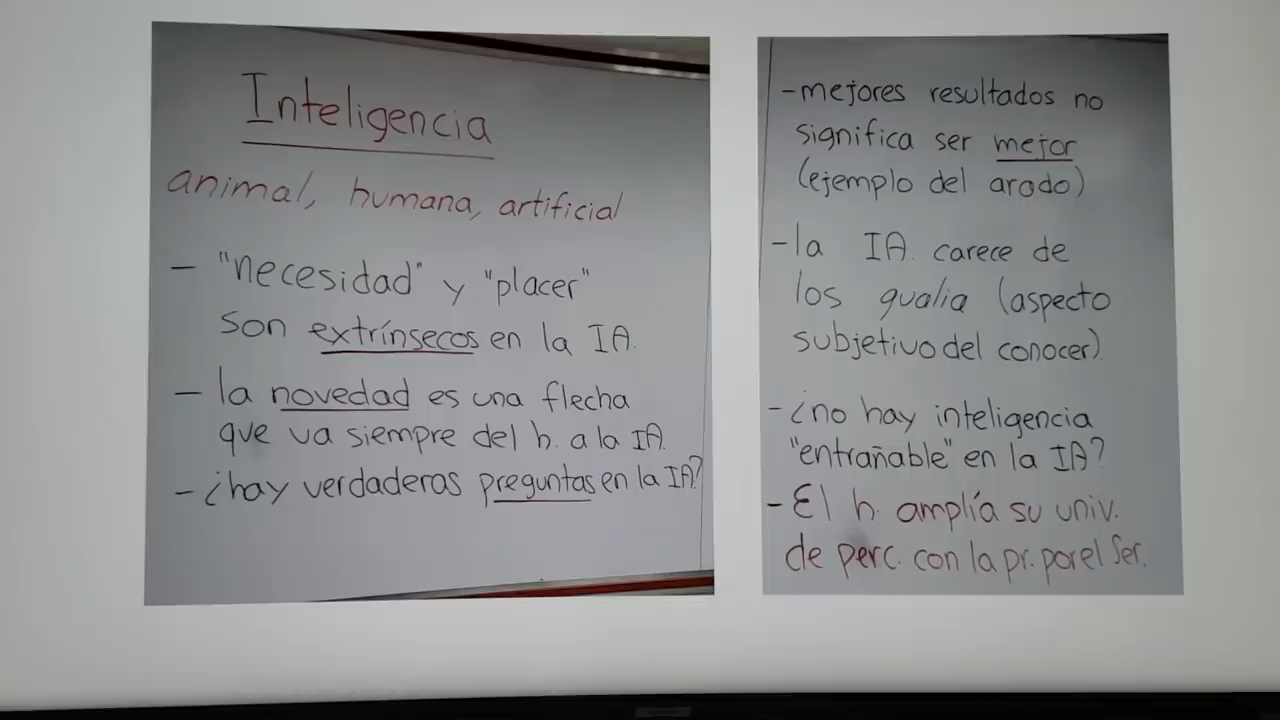 Inteligencia
animal, humana, artificial
- "necesidad" y "placer"
son extrínsecos en la IA.
- la novedad es una flecha
que va siempre del h. a la IA.
- ¿hay verdaderas preguntas en la IA?
- mejores resultados no
significa ser mejor
(ejemplo del arado)
- la IA. carece de
los qualia (aspecto
subjetivo del conocer).
- ¿no hay inteligencia
"entrañable" en la IA?
- El h. amplía su univ.
de perc. con la pr. por el Ser.